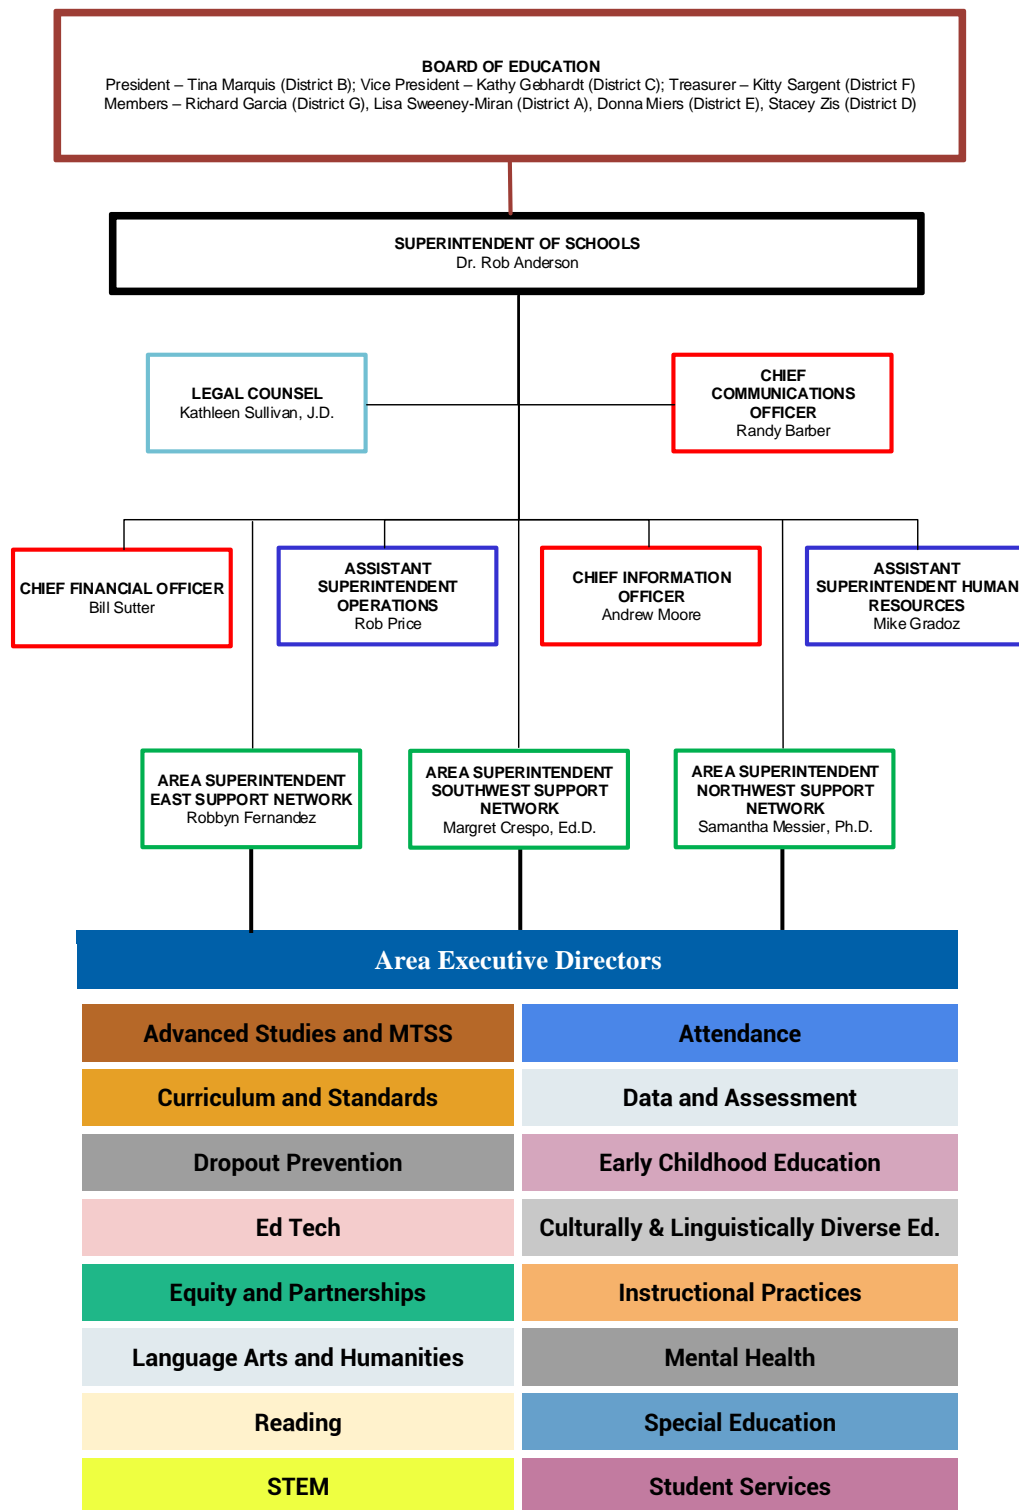 BOARD OF EDUCATION
President – Tina Marquis (District B); Vice President – Kathy Gebhardt (District C); Treasurer – Kitty Sargent (District F)
Members – Richard Garcia (District G), Lisa Sweeney-Miran (District A), Donna Miers (District E), Stacey Zis (District D)
SUPERINTENDENT OF SCHOOLS
Dr. Rob Anderson
LEGAL COUNSEL
Kathleen Sullivan, J.D.
CHIEF
COMMUNICATIONS
OFFICER
Randy Barber
CHIEF FINANCIAL OFFICER
Bill Sutter
ASSISTANT
SUPERINTENDENT
OPERATIONS
Rob Price
CHIEF INFORMATION
OFFICER
Andrew Moore
ASSISTANT
SUPERINTENDENT HUMAN
RESOURCES
Mike Gradoz
AREA SUPERINTENDENT
EAST SUPPORT NETWORK
Robbyn Fernandez
AREA SUPERINTENDENT
SOUTHWEST SUPPORT
NETWORK
Margret Crespo, Ed.D.
AREA SUPERINTENDENT
NORTHWEST SUPPORT
NETWORK
Samantha Messier, Ph.D.
Area Executive Directors
Advanced Studies and MTSS
Attendance
Curriculum and Standards
Data and Assessment
Dropout Prevention
Early Childhood Education
Ed Tech
Culturally & Linguistically Diverse Ed.
Equity and Partnerships
Instructional Practices
Language Arts and Humanities
Mental Health
Reading
Special Education
STEM
Student Services